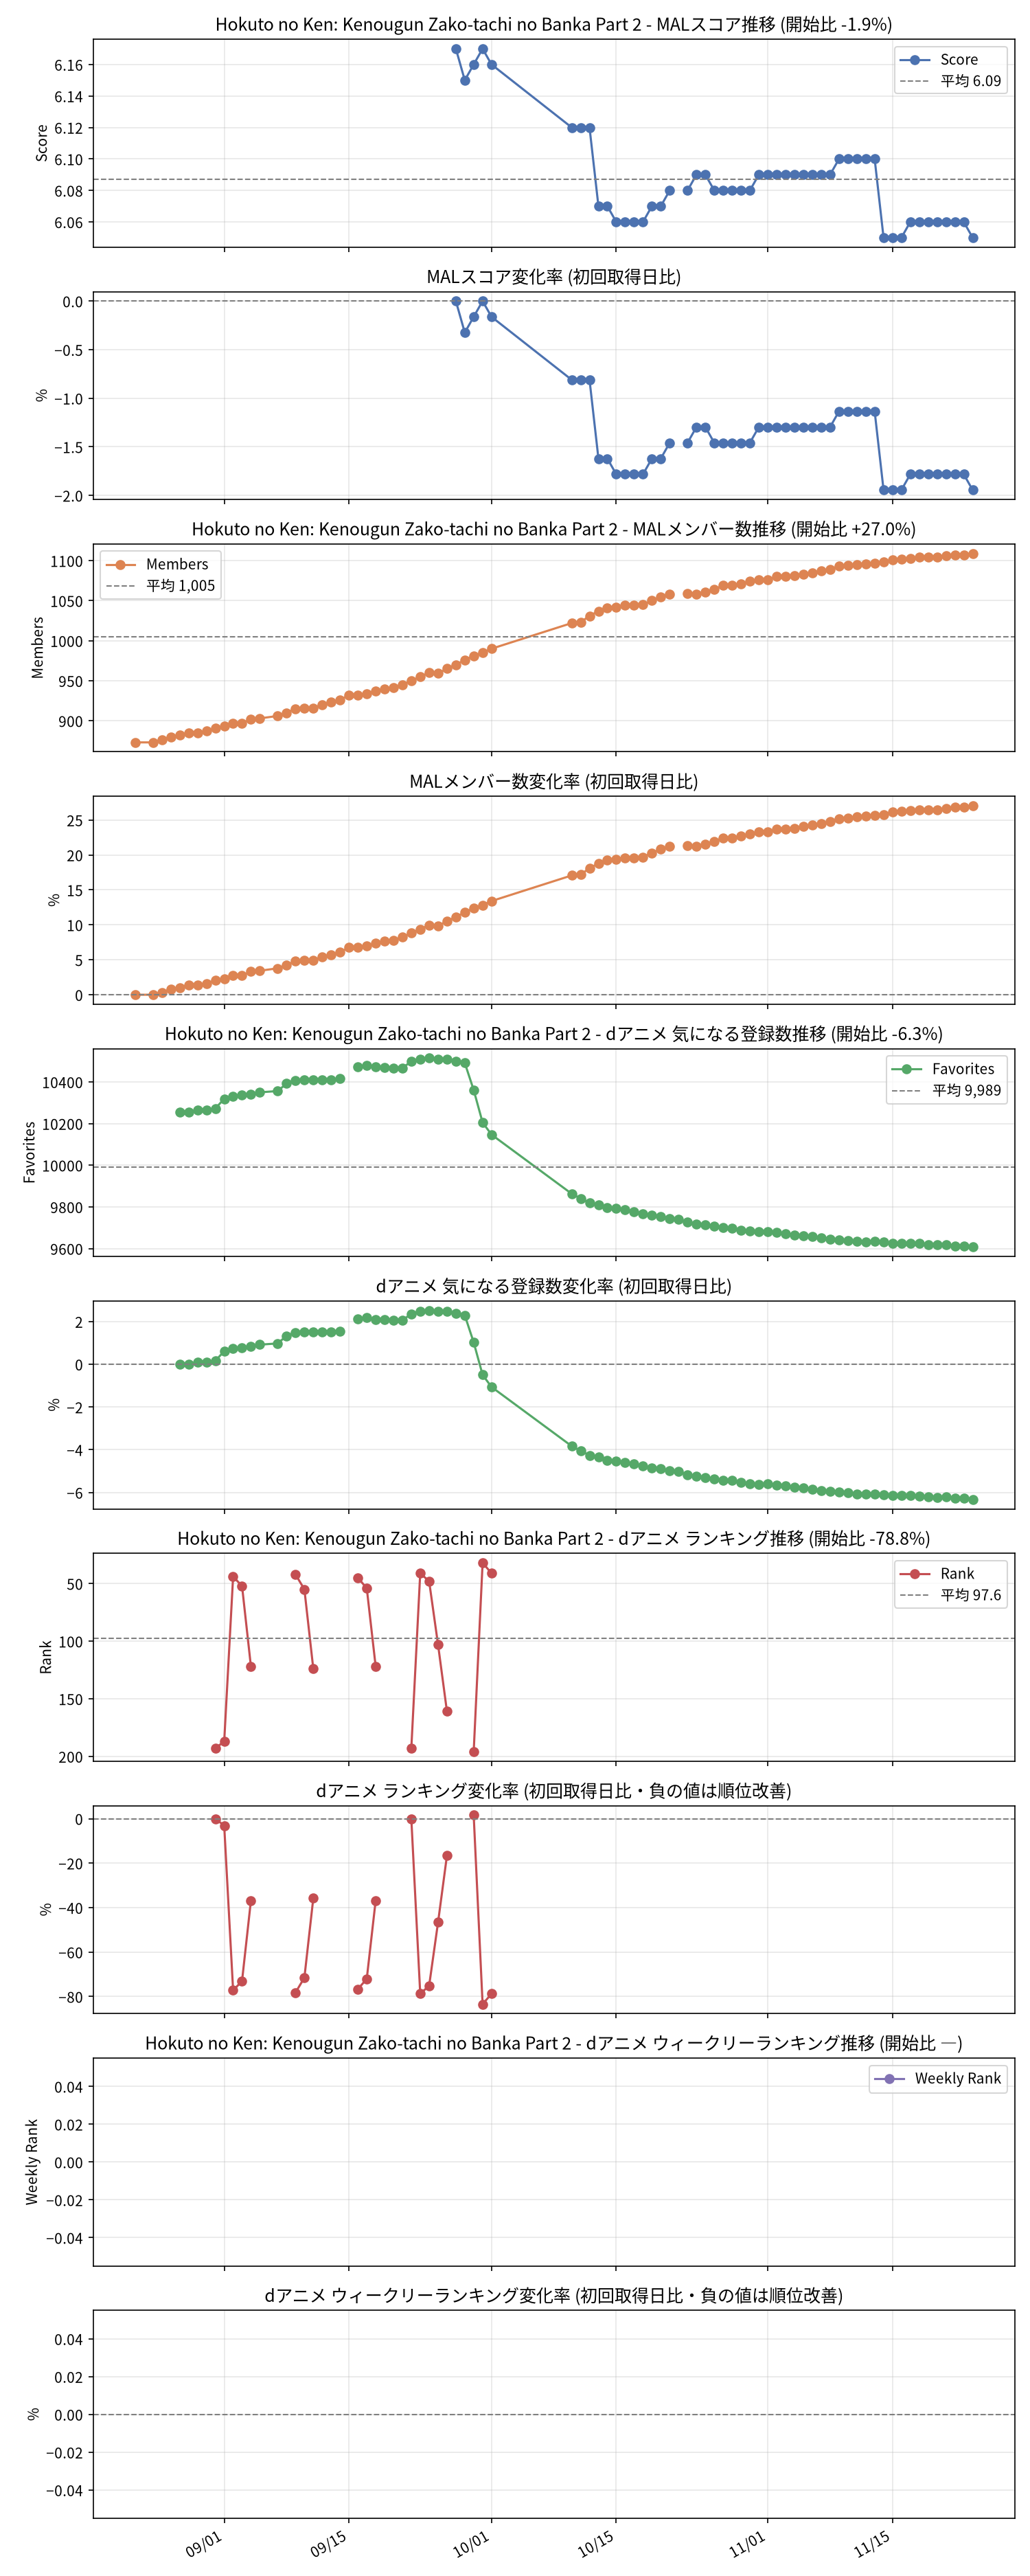 Hokuto no Ken: Kenougun Zako-tachi no Banka Part 2 - MALスコア推移 (開始比 -1.9%)
Score
6.16
6.14
6.12
6.10
6.08
6.06
Score
平均 6.09
MALスコア変化率 (初回取得日比)
%
0.0
−0.5
−1.0
−1.5
−2.0
Hokuto no Ken: Kenougun Zako-tachi no Banka Part 2 - MALメンバー数推移 (開始比 +27.0%)
Members
1100
1050
1000
950
900
Members
平均 1,005
MALメンバー数変化率 (初回取得日比)
%
25
20
15
10
5
0
Hokuto no Ken: Kenougun Zako-tachi no Banka Part 2 - dアニメ 気になる登録数推移 (開始比 -6.3%)
Favorites
10400
10200
10000
9800
9600
Favorites
平均 9,989
dアニメ 気になる登録数変化率 (初回取得日比)
%
2
0
−2
−4
−6
Hokuto no Ken: Kenougun Zako-tachi no Banka Part 2 - dアニメ ランキング推移 (開始比 -78.8%)
Rank
50
100
150
200
Rank
平均 97.6
dアニメ ランキング変化率 (初回取得日比・負の値は順位改善)
%
0
−20
−40
−60
−80
Hokuto no Ken: Kenougun Zako-tachi no Banka Part 2 - dアニメ ウィークリーランキング推移 (開始比 —)
Weekly Rank
0.04
0.02
0.00
−0.02
−0.04
Weekly Rank
dアニメ ウィークリーランキング変化率 (初回取得日比・負の値は順位改善)
%
0.04
0.02
0.00
−0.02
−0.04
09/01
09/15
10/01
10/15
11/01
11/15